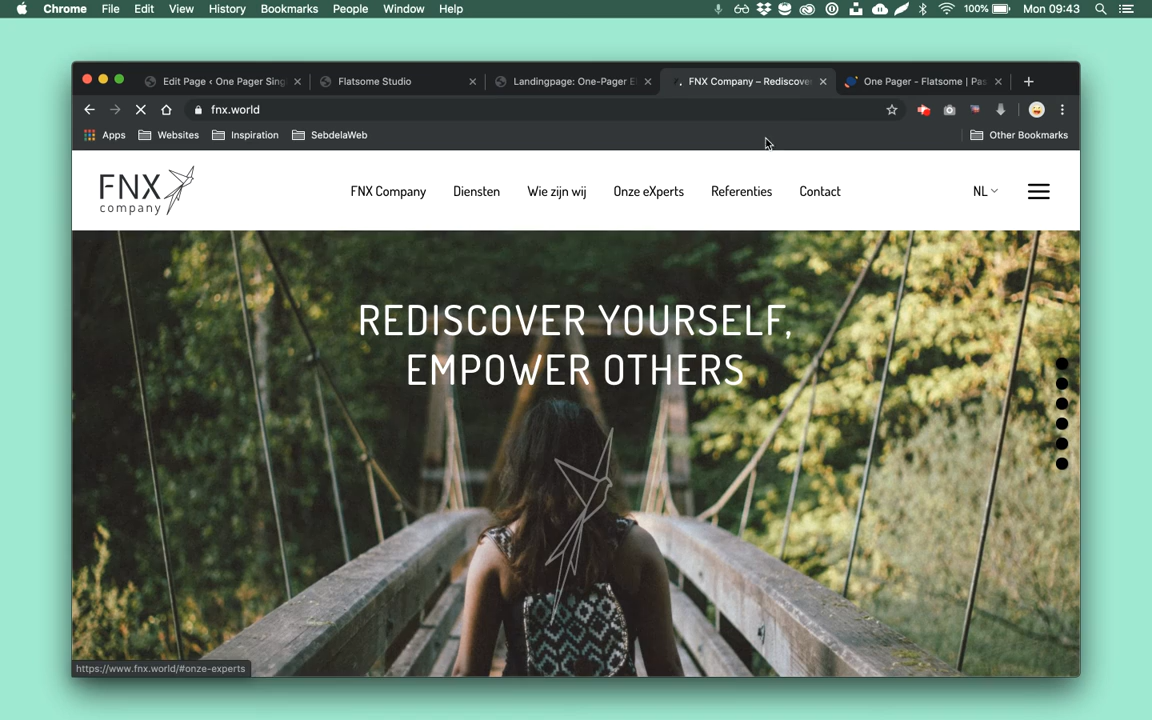 Chrome File Edit View History Bookmarks People Window Help 100% Mon 09:43
Edit Page ‹ One Pager Sing Flatsome Studio Landingpage: One-Pager E FNX Company – Rediscove One Pager - Flatsome | Pas
fnx.world
Apps Websites Inspiration SebdelaWeb Other Bookmarks
FNX
company
FNX Company Diensten Wie zijn wij Onze eXperts Referenties Contact NL
REDISCOVER YOURSELF,
EMPOWER OTHERS
https://www.fnx.world/#onze-experts